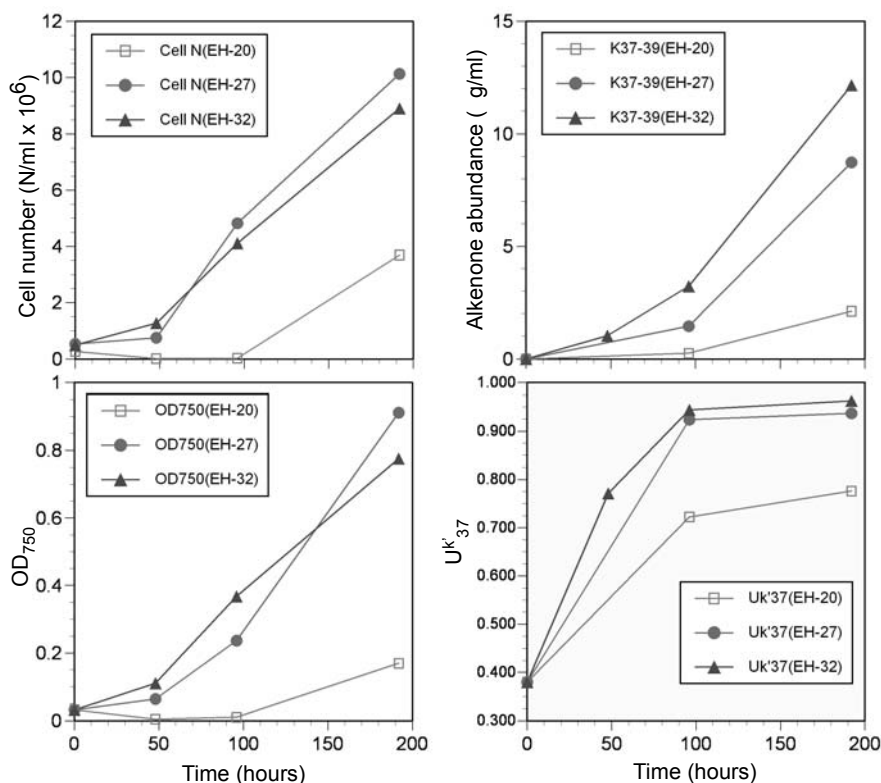 Cell number (N/ml x 10⁶)
12
10
8
6
4
2
0
Cell N(EH-20)
Cell N(EH-27)
Cell N(EH-32)
Alkenone abundance ( g/ml)
15
10
5
0
K37-39(EH-20)
K37-39(EH-27)
K37-39(EH-32)
OD₇₅₀
1
0.8
0.6
0.4
0.2
0
OD750(EH-20)
OD750(EH-27)
OD750(EH-32)
0 50 100 150 200
Time (hours)
Uᵏ'₃₇
1.000
0.900
0.800
0.700
0.600
0.500
0.400
0.300
Uk'37(EH-20)
Uk'37(EH-27)
Uk'37(EH-32)
0 50 100 150 200
Time (hours)